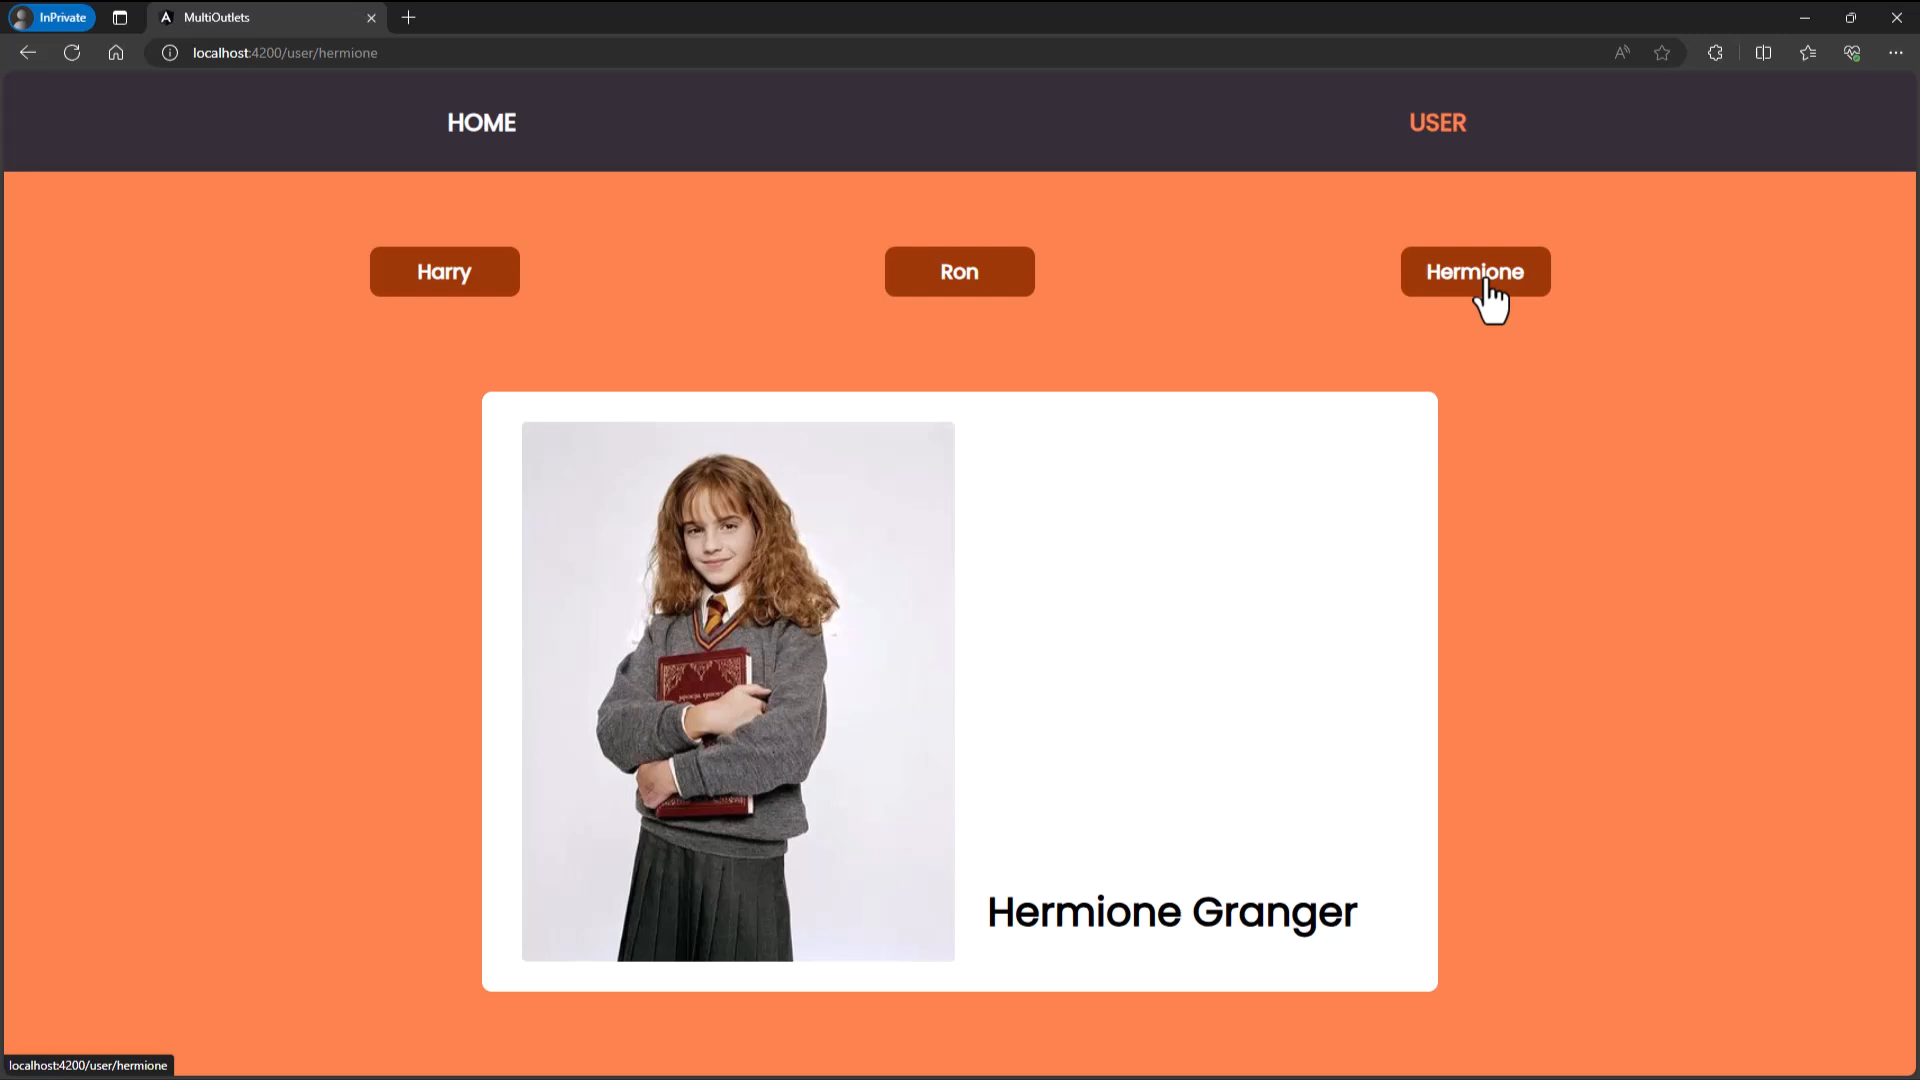 InPrivate
MultiOutlets
localhost:4200/user/hermione
HOME
USER
Harry
Ron
Hermione
Hermione Granger
localhost:4200/user/hermione